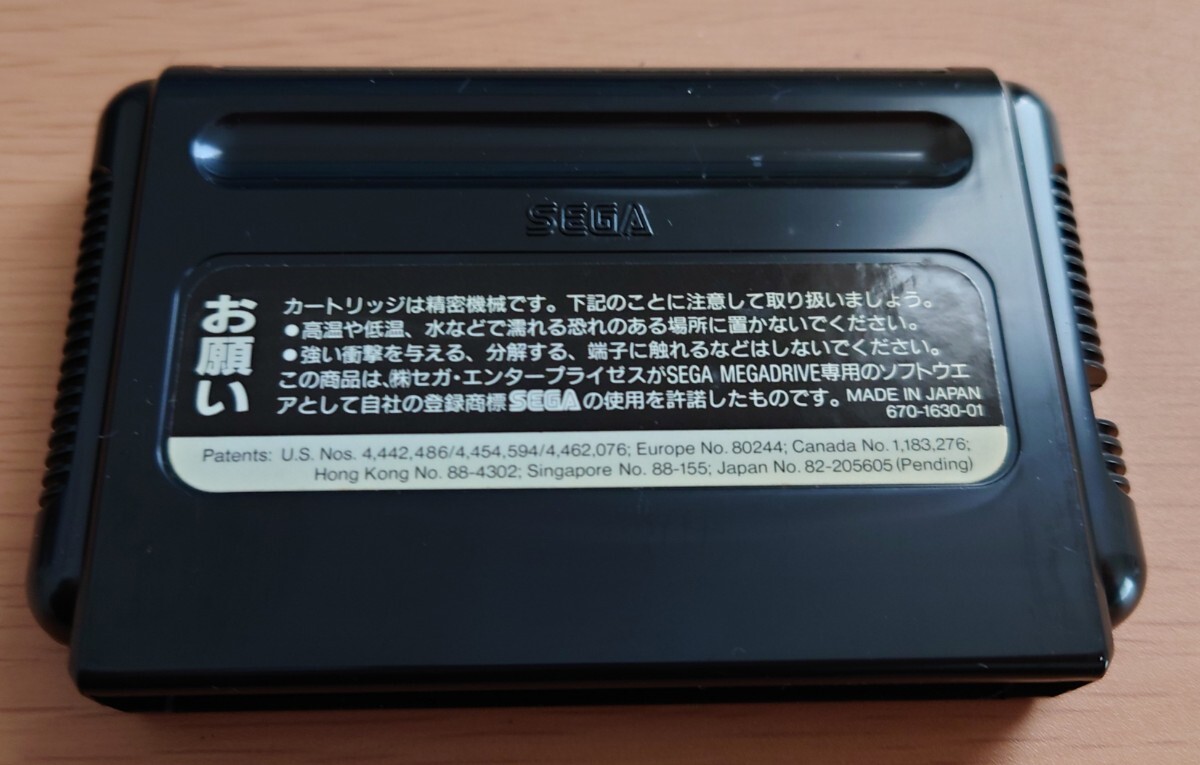 SEGA
お願い
カートリッジは精密機械です。下記のことに注意して取り扱いましょう。
●高温や低温、水などで濡れる恐れのある場所に置かないでください。
●強い衝撃を与える、分解する、端子に触れるなどはしないでください。
この商品は、㈱セガ・エンタープライゼスがSEGA MEGADRIVE専用のソフトウエ
アとして自社の登録商標SEGAの使用を許諾したものです。MADE IN JAPAN
670-1630-01
Patents: U.S. Nos. 4,442,486/4,454,594/4,462,076; Europe No. 80244; Canada No. 1,183,276;
Hong Kong No. 88-4302; Singapore No. 88-155; Japan No. 82-205605 (Pending)